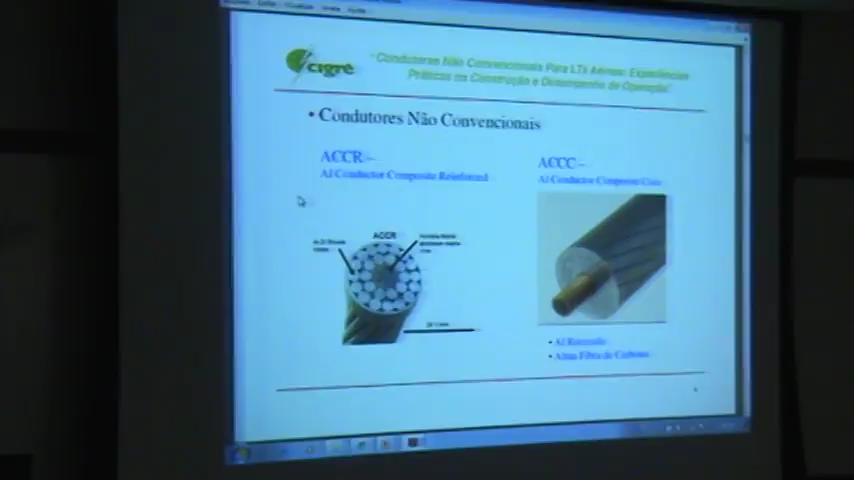 cigré
"Condutores Não Convencionais Para LTs Aéreas: Experiências
Práticas na Construção e Desempenho de Operação"
• Condutores Não Convencionais
ACCR –
Al Conductor Composite Reinforced
ACCC –
Al Conductor Composite Core
ACCR
• Al Recozido
• Alma Fibra de Carbono